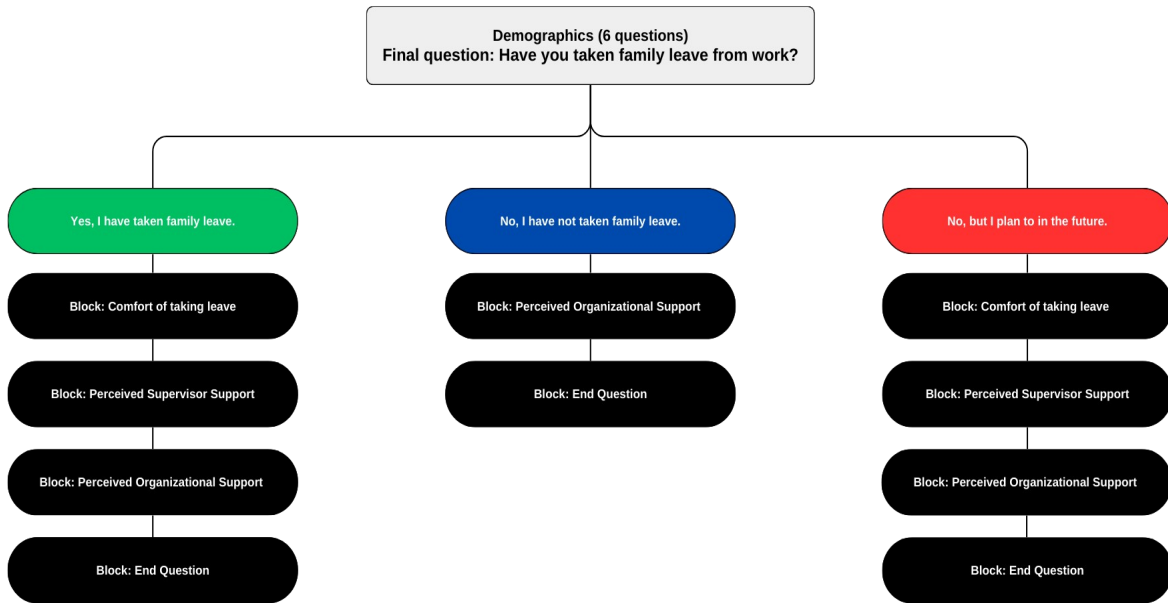 Demographics (6 questions)
Final question: Have you taken family leave from work?
Yes, I have taken family leave.
No, I have not taken family leave.
No, but I plan to in the future.
Block: Comfort of taking leave
Block: Perceived Organizational Support
Block: Comfort of taking leave
Block: Perceived Supervisor Support
Block: End Question
Block: Perceived Supervisor Support
Block: Perceived Organizational Support
Block: Perceived Organizational Support
Block: End Question
Block: End Question